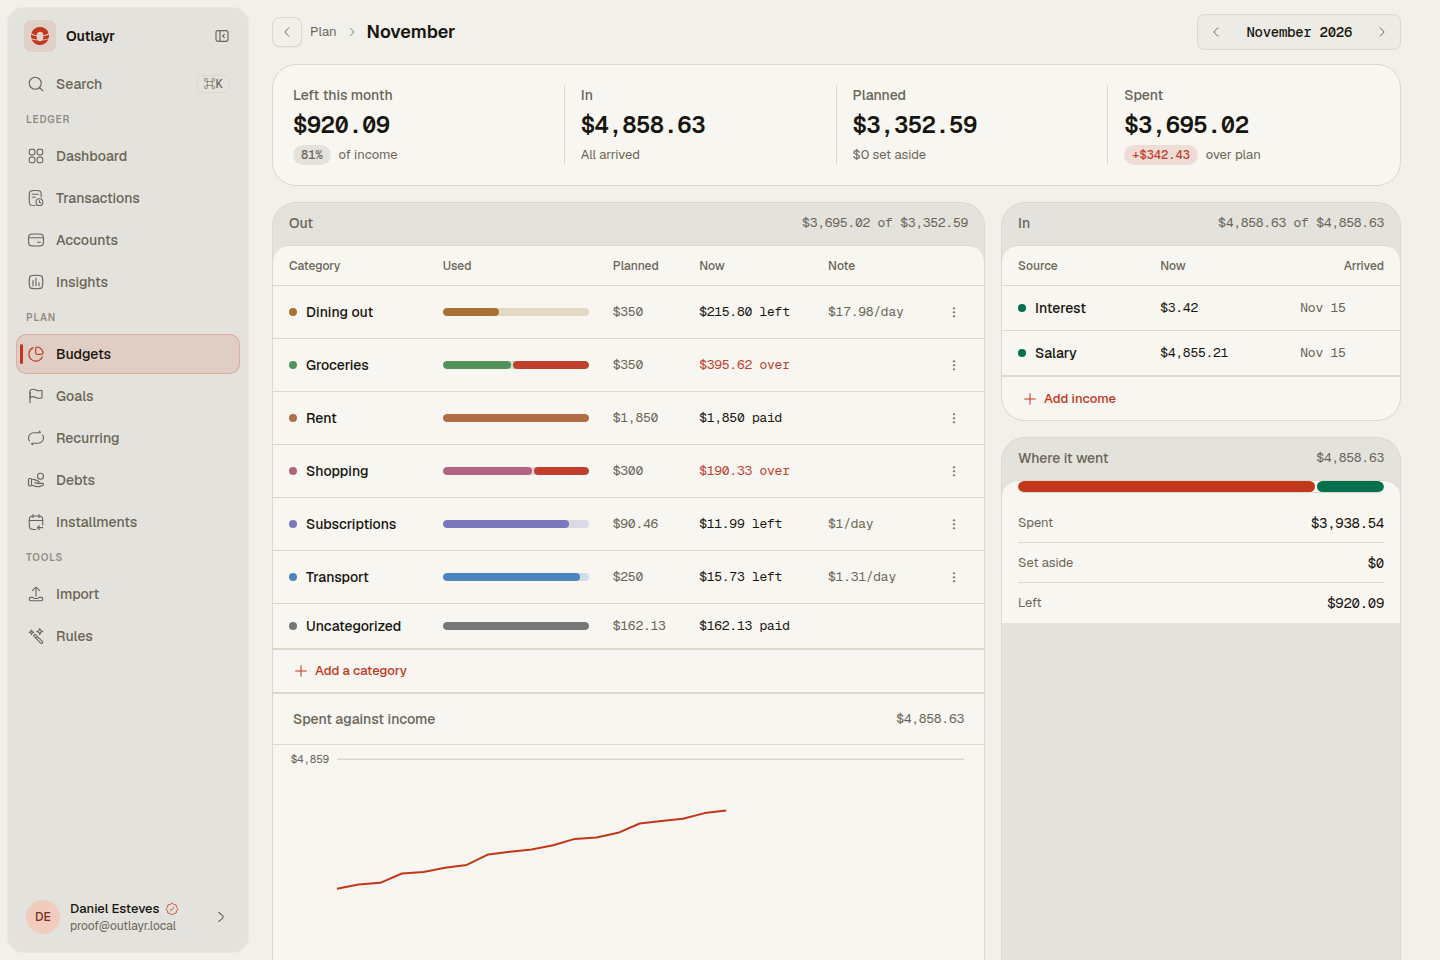 Outlayr
Search ⌘K
LEDGER
Dashboard
Transactions
Accounts
Insights
PLAN
Budgets
Goals
Recurring
Debts
Installments
TOOLS
Import
Rules
DE
Daniel Esteves
proof@outlayr.local
Plan November
November 2026
Left this month
$920.09
81% of income
In
$4,858.63
All arrived
Planned
$3,352.59
$0 set aside
Spent
$3,695.02
+$342.43 over plan
Out $3,695.02 of $3,352.59
Category Used Planned Now Note
Dining out $350 $215.80 left $17.98/day
Groceries $350 $395.62 over
Rent $1,850 $1,850 paid
Shopping $300 $190.33 over
Subscriptions $90.46 $11.99 left $1/day
Transport $250 $15.73 left $1.31/day
Uncategorized $162.13 $162.13 paid
Add a category
Spent against income $4,858.63
$4,859
In $4,858.63 of $4,858.63
Source Now Arrived
Interest $3.42 Nov 15
Salary $4,855.21 Nov 15
Add income
Where it went $4,858.63
Spent $3,938.54
Set aside $0
Left $920.09